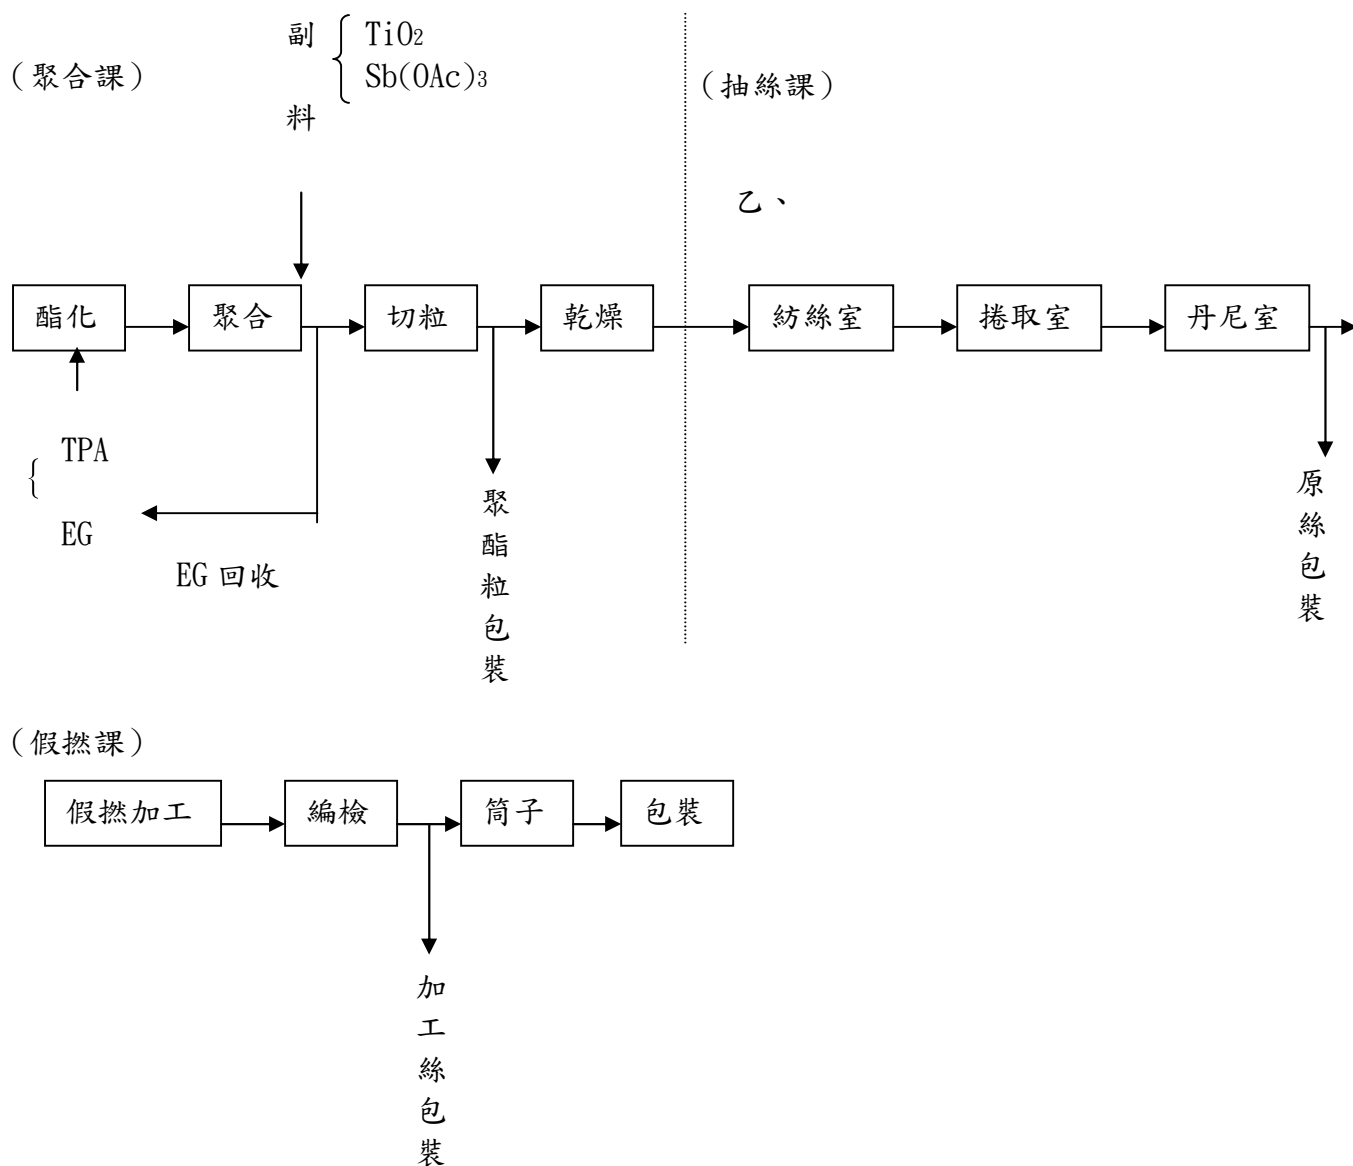 (聚合課)
副料
TiO2
Sb(OAc)3
(抽絲課)
乙、
酯化
聚合
切粒
乾燥
紡絲室
捲取室
丹尼室
TPA
EG
EG 回收
聚酯粒包裝
原絲包裝
(假撚課)
假撚加工
編檢
筒子
包裝
加工絲包裝